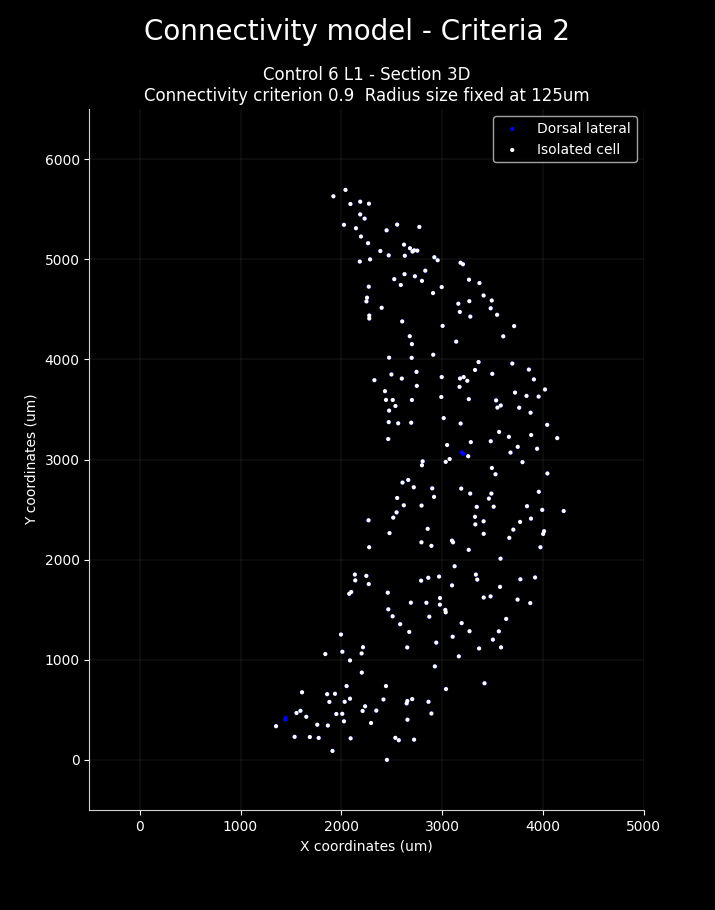 Connectivity model - Criteria 2
Control 6 L1 - Section 3D
Connectivity criterion 0.9  Radius size fixed at 125um
Dorsal lateral
Isolated cell
6000
5000
4000
3000
2000
1000
0
Y coordinates (um)
0
1000
2000
3000
4000
5000
X coordinates (um)